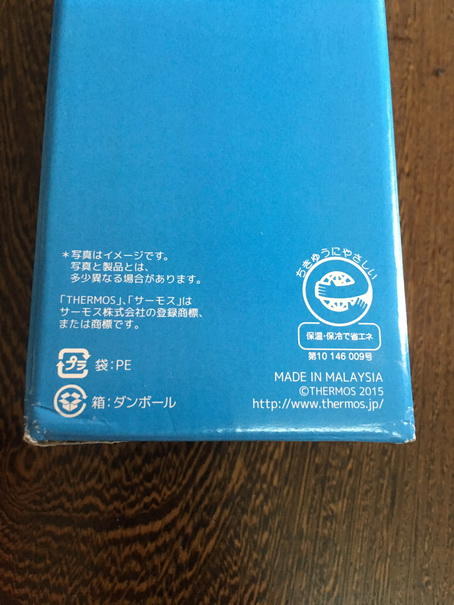 ＊写真はイメージです。
写真と製品とは、
多少異なる場合があります。
「THERMOS」、「サーモス」は
サーモス株式会社の登録商標、
または商標です。
プラ 袋:PE
箱:ダンボール
ちきゅうにやさしい
保温・保冷で省エネ
第10 146 009号
MADE IN MALAYSIA
©THERMOS 2015
http://www.thermos.jp/